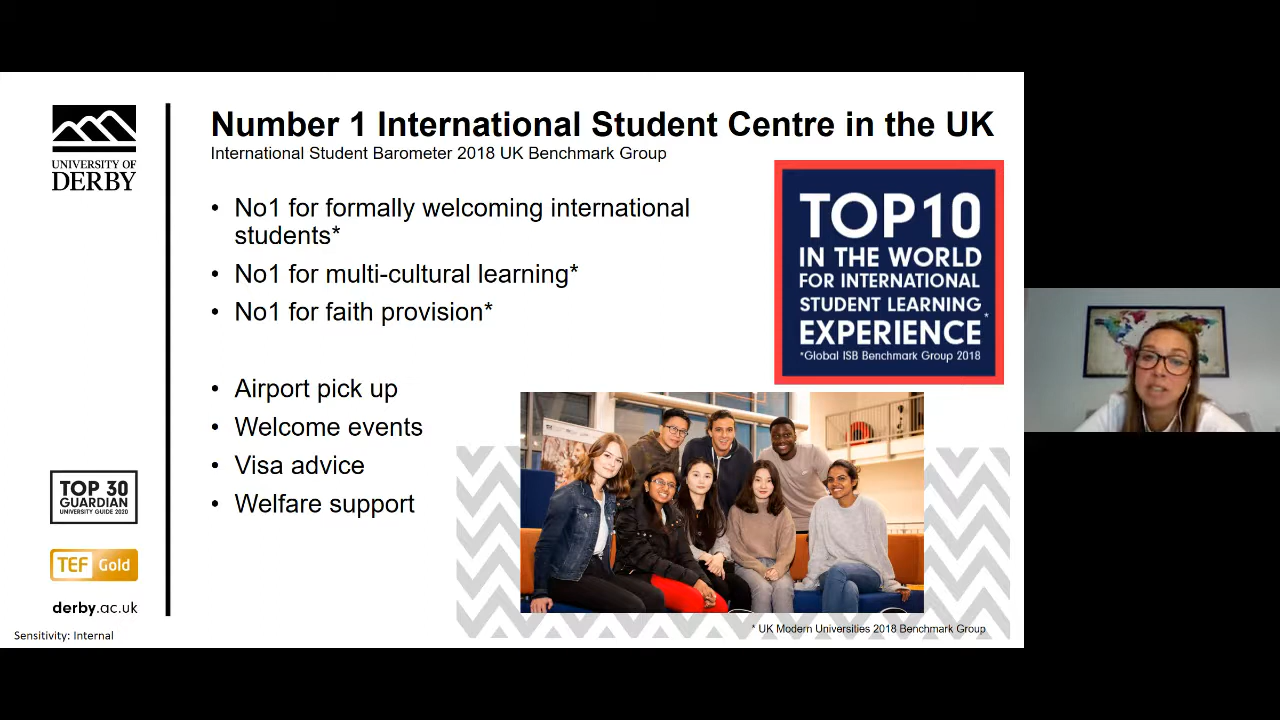 UNIVERSITY OF
DERBY
Number 1 International Student Centre in the UK
International Student Barometer 2018 UK Benchmark Group
• No1 for formally welcoming international
students*
• No1 for multi-cultural learning*
• No1 for faith provision*
• Airport pick up
• Welcome events
• Visa advice
• Welfare support
TOP10
IN THE WORLD
FOR INTERNATIONAL
STUDENT LEARNING
EXPERIENCE*
*Global ISB Benchmark Group 2018
TOP 30
GUARDIAN
UNIVERSITY GUIDE 2020
TEF Gold
derby.ac.uk
* UK Modern Universities 2018 Benchmark Group
Sensitivity: Internal